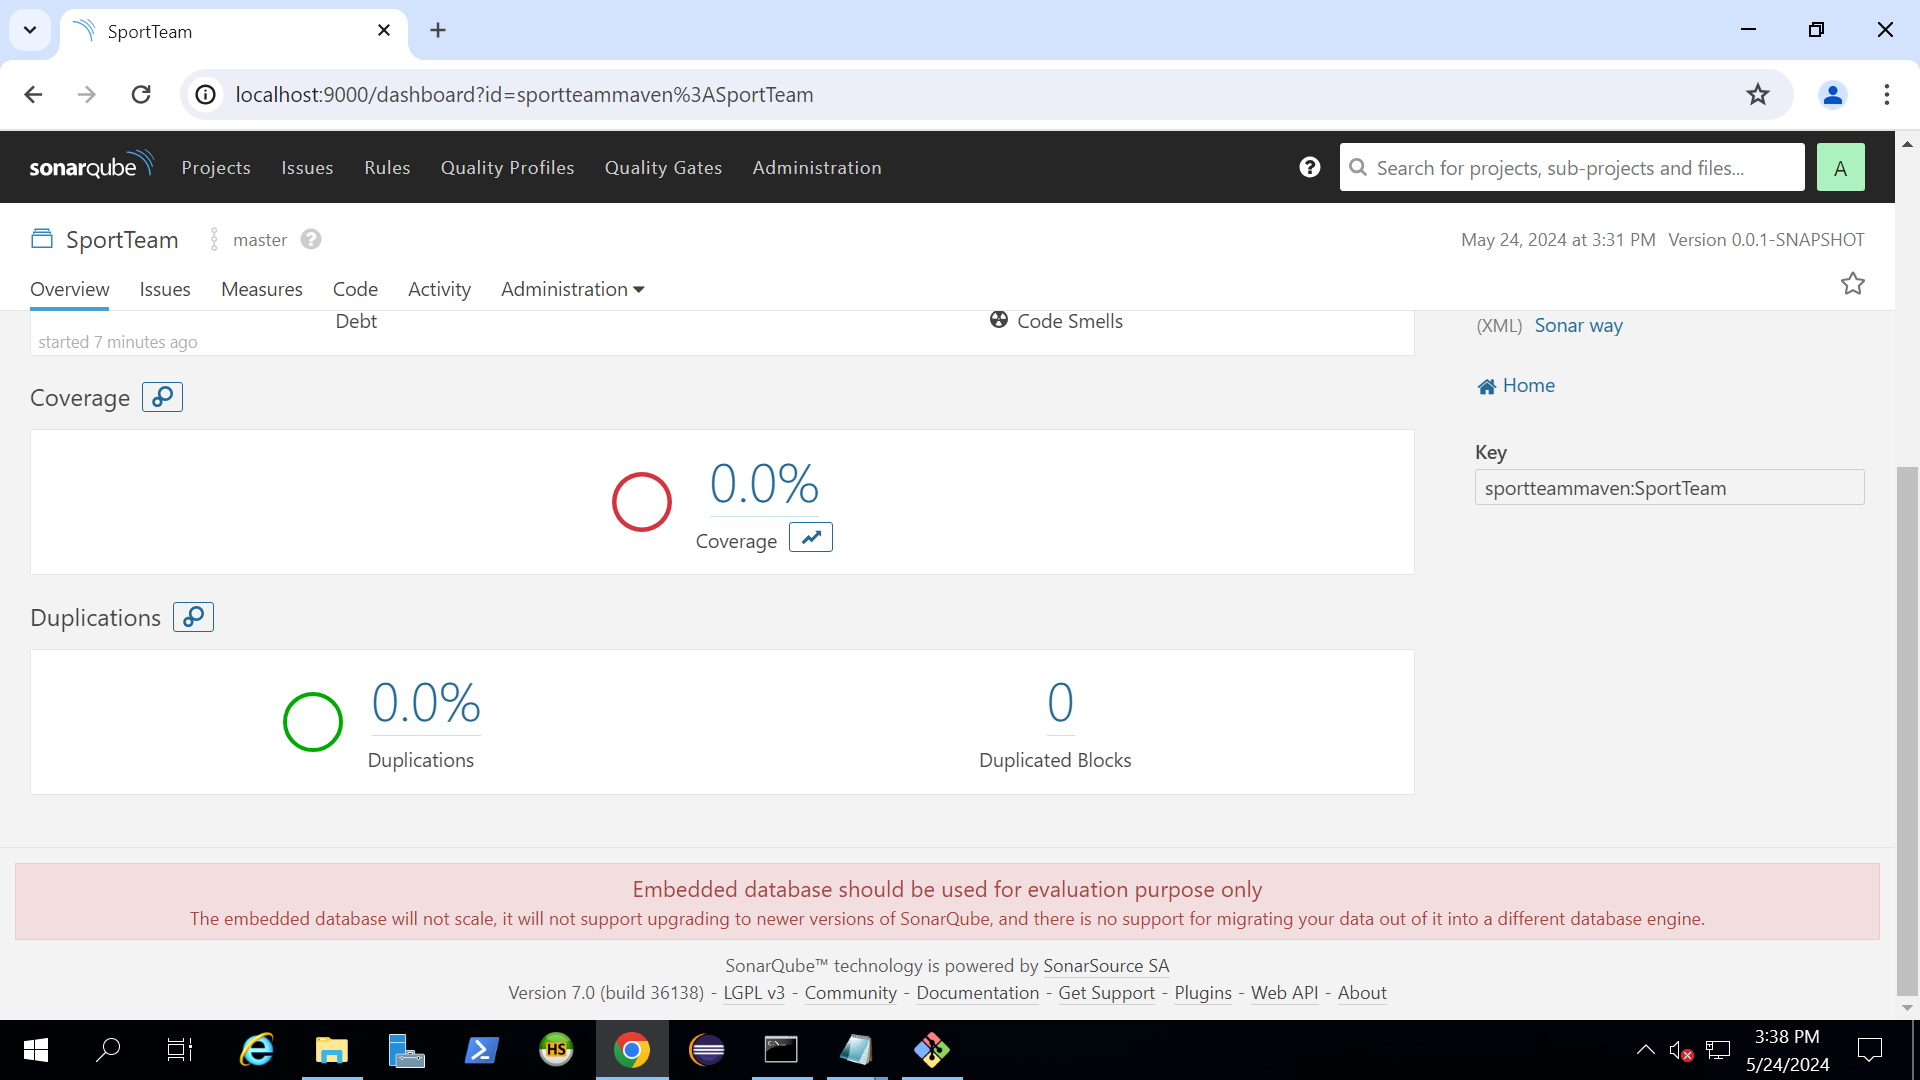 SportTeam
localhost:9000/dashboard?id=sportteammaven%3ASportTeam
sonarqube Projects Issues Rules Quality Profiles Quality Gates Administration Search for projects, sub-projects and files... A
SportTeam master May 24, 2024 at 3:31 PM Version 0.0.1-SNAPSHOT
Overview Issues Measures Code Activity Administration
Debt Code Smells (XML) Sonar way
started 7 minutes ago
Home
Coverage
0.0%
Coverage
Key
sportteammaven:SportTeam
Duplications
0.0% 0
Duplications Duplicated Blocks
Embedded database should be used for evaluation purpose only
The embedded database will not scale, it will not support upgrading to newer versions of SonarQube, and there is no support for migrating your data out of it into a different database engine.
SonarQube™ technology is powered by SonarSource SA
Version 7.0 (build 36138) - LGPL v3 - Community - Documentation - Get Support - Plugins - Web API - About
HS
3:38 PM
5/24/2024